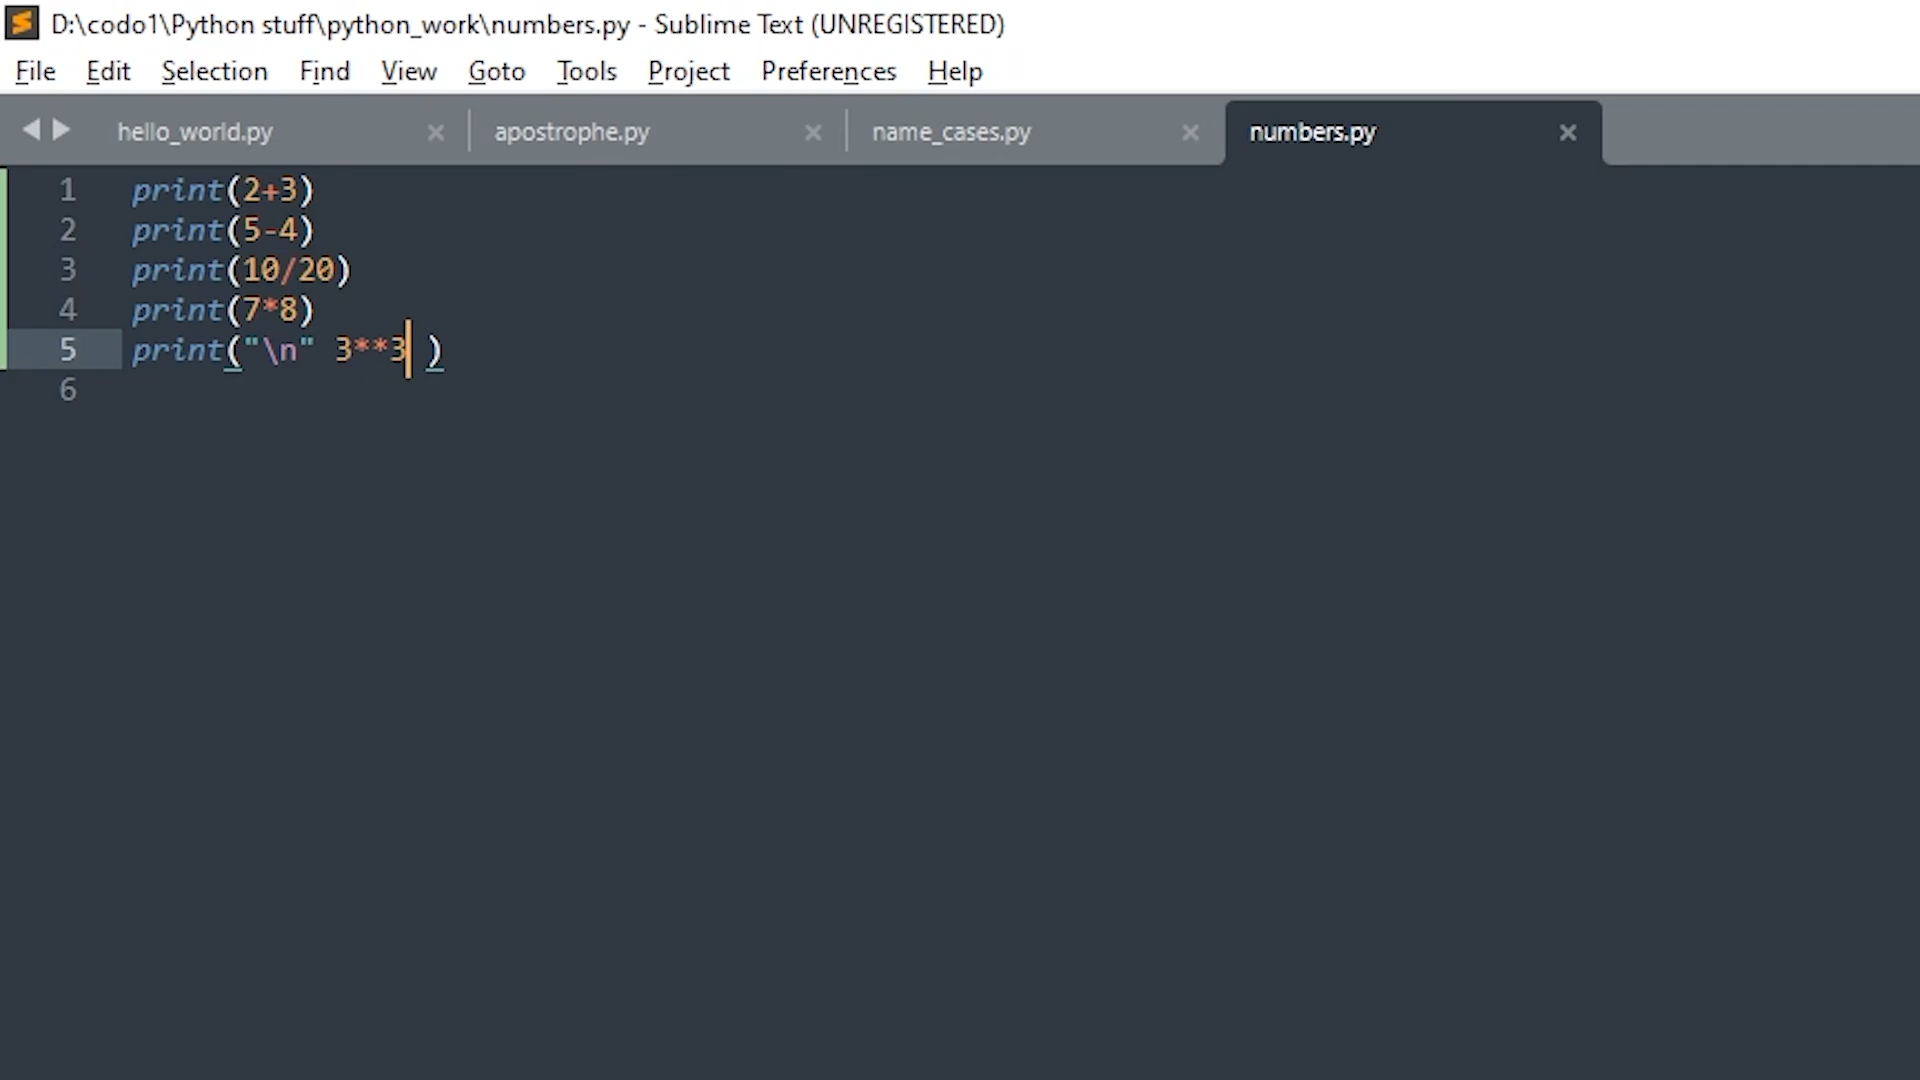 D:\codo1\Python stuff\python_work\numbers.py - Sublime Text (UNREGISTERED)
File Edit Selection Find View Goto Tools Project Preferences Help
hello_world.py apostrophe.py name_cases.py numbers.py
1 print(2+3)
2 print(5-4)
3 print(10/20)
4 print(7*8)
5 print("\n" 3**3 )
6